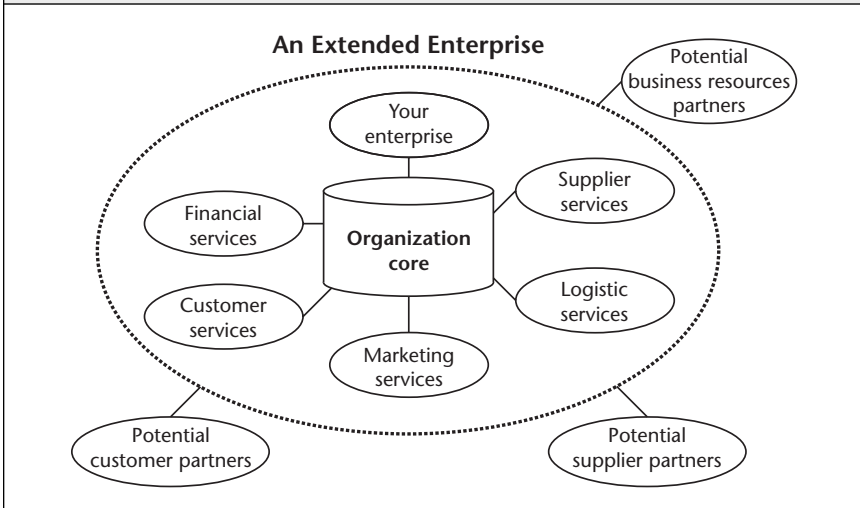 An Extended Enterprise
Potential
business resources
partners
Your
enterprise
Supplier
services
Financial
services
Organization
core
Logistic
services
Customer
services
Marketing
services
Potential
customer partners
Potential
supplier partners